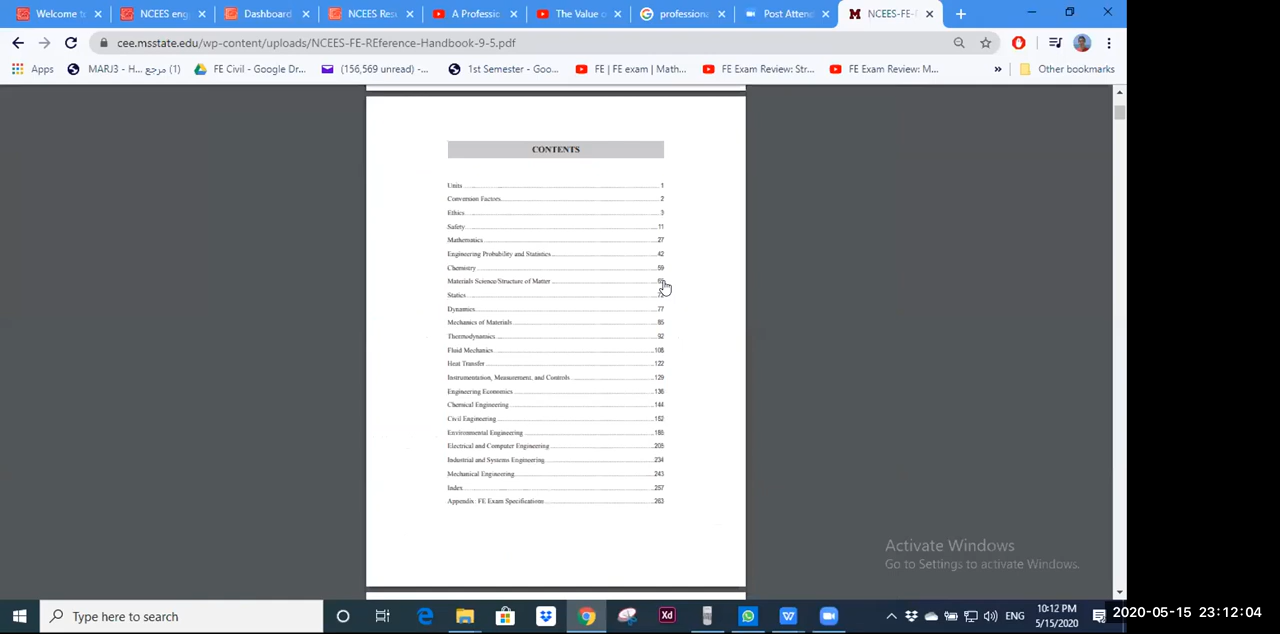 Welcome to
NCEES eng
Dashboard
NCEES Resu
A Professic
The Value o
professiona
Post Attend
NCEES-FE-R
cee.msstate.edu/wp-content/uploads/NCEES-FE-REference-Handbook-9-5.pdf
Apps
MARJ3 - H... مرجع (1)
FE Civil - Google Dr...
(156,569 unread) -...
1st Semester - Goo...
FE | FE exam | Math...
FE Exam Review: Str...
FE Exam Review: M...
»
Other bookmarks
CONTENTS
Units 1
Conversion Factors 2
Ethics 3
Safety 11
Mathematics 27
Engineering Probability and Statistics 42
Chemistry 59
Materials Science/Structure of Matter
Statics
Dynamics 77
Mechanics of Materials 85
Thermodynamics 92
Fluid Mechanics 108
Heat Transfer 122
Instrumentation, Measurement, and Controls 129
Engineering Economics 136
Chemical Engineering 144
Civil Engineering 152
Environmental Engineering
Electrical and Computer Engineering 205
Industrial and Systems Engineering 234
Mechanical Engineering 243
Index 257
Appendix: FE Exam Specifications 263
Activate Windows
Go to Settings to activate Windows.
Type here to search
Xd
ENG
10:12 PM
5/15/2020
2020-05-15 23:12:04